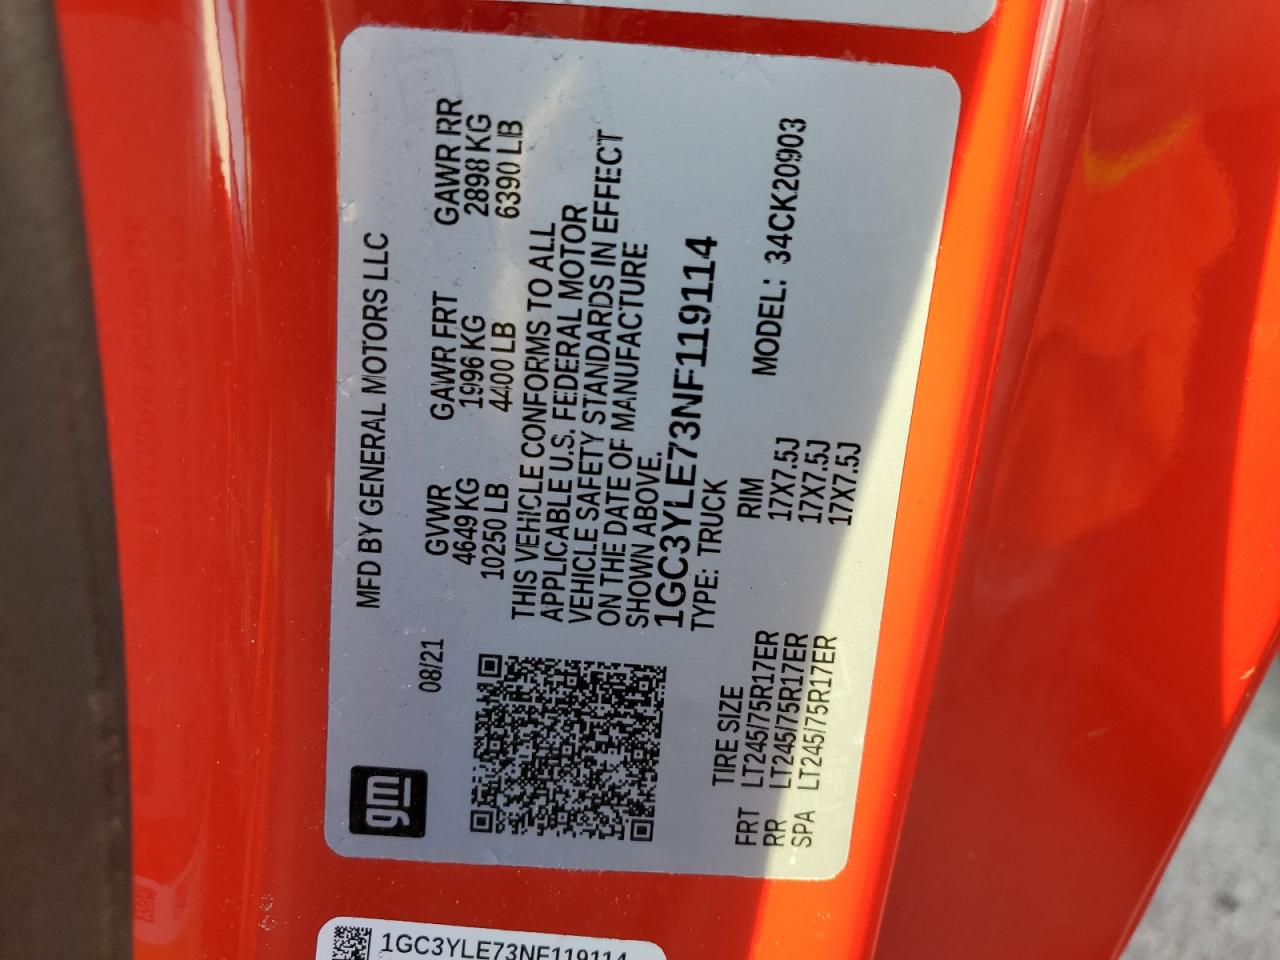 MFD BY GENERAL MOTORS LLC
08/21
GVWR GAWR FRT GAWR RR
4649 KG 1996 KG 2898 KG
10250 LB 4400 LB 6390 LB
THIS VEHICLE CONFORMS TO ALL
APPLICABLE U.S. FEDERAL MOTOR
VEHICLE SAFETY STANDARDS IN EFFECT
ON THE DATE OF MANUFACTURE
SHOWN ABOVE.
1GC3YLE73NF119114
TYPE: TRUCK
TIRE SIZE RIM MODEL: 34CK20903
FRT LT245/75R17ER 17X7.5J
RR LT245/75R17ER 17X7.5J
SPA LT245/75R17ER 17X7.5J
gm
1GC3YLE73NF119114